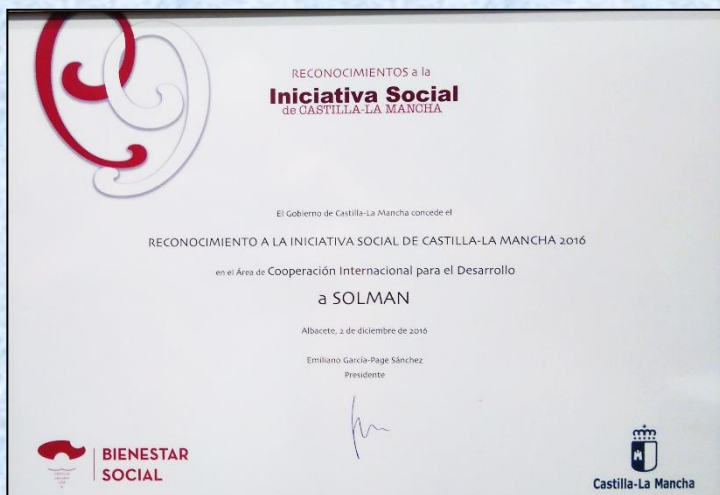 RECONOCIMIENTOS a la
Iniciativa Social
de CASTILLA-LA MANCHA
El Gobierno de Castilla-La Mancha concede el
RECONOCIMIENTO A LA INICIATIVA SOCIAL DE CASTILLA-LA MANCHA 2016
en el Área de Cooperación Internacional para el Desarrollo
a SOLMAN
Albacete, 2 de diciembre de 2016
Emiliano García-Page Sánchez
Presidente
BIENESTAR
SOCIAL
Castilla-La Mancha